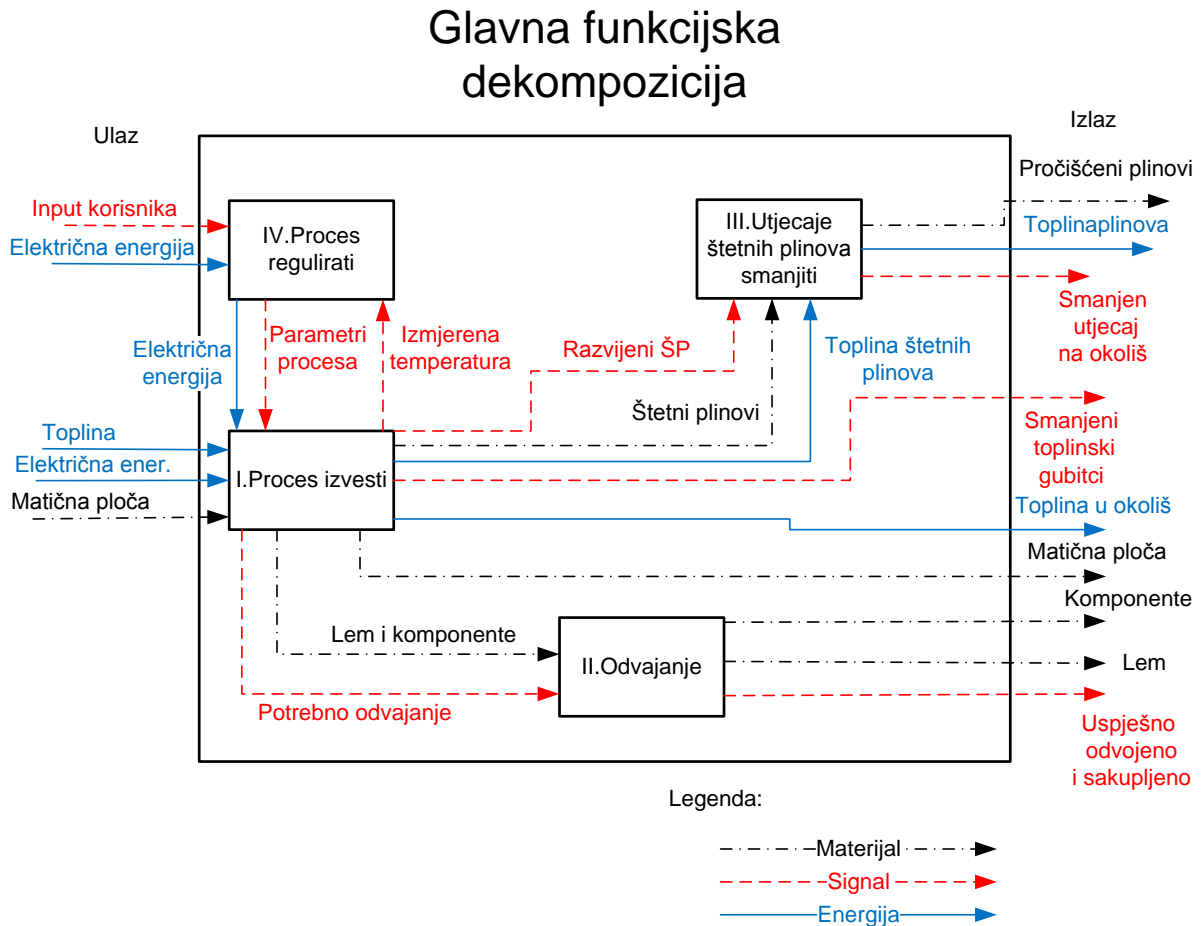 Glavna funkcijska
dekompozicija
Ulaz
Izlaz
Input korisnika
Električna energija
IV.Proces
regulirati
III.Utjecaje
štetnih plinova
smanjiti
Pročišćeni plinovi
Toplinaplinova
Smanjen
utjecaj
na okoliš
Električna
energija
Parametri
procesa
Izmjerena
temperatura
Razvijeni ŠP
Toplina štetnih
plinova
Štetni plinovi
Smanjeni
toplinski
gubitci
Toplina
Električna ener.
Matična ploča
I.Proces izvesti
Toplina u okoliš
Matična ploča
Komponente
Lem i komponente
II.Odvajanje
Lem
Potrebno odvajanje
Uspješno
odvojeno
i sakupljeno
Legenda:
Materijal
Signal
Energija